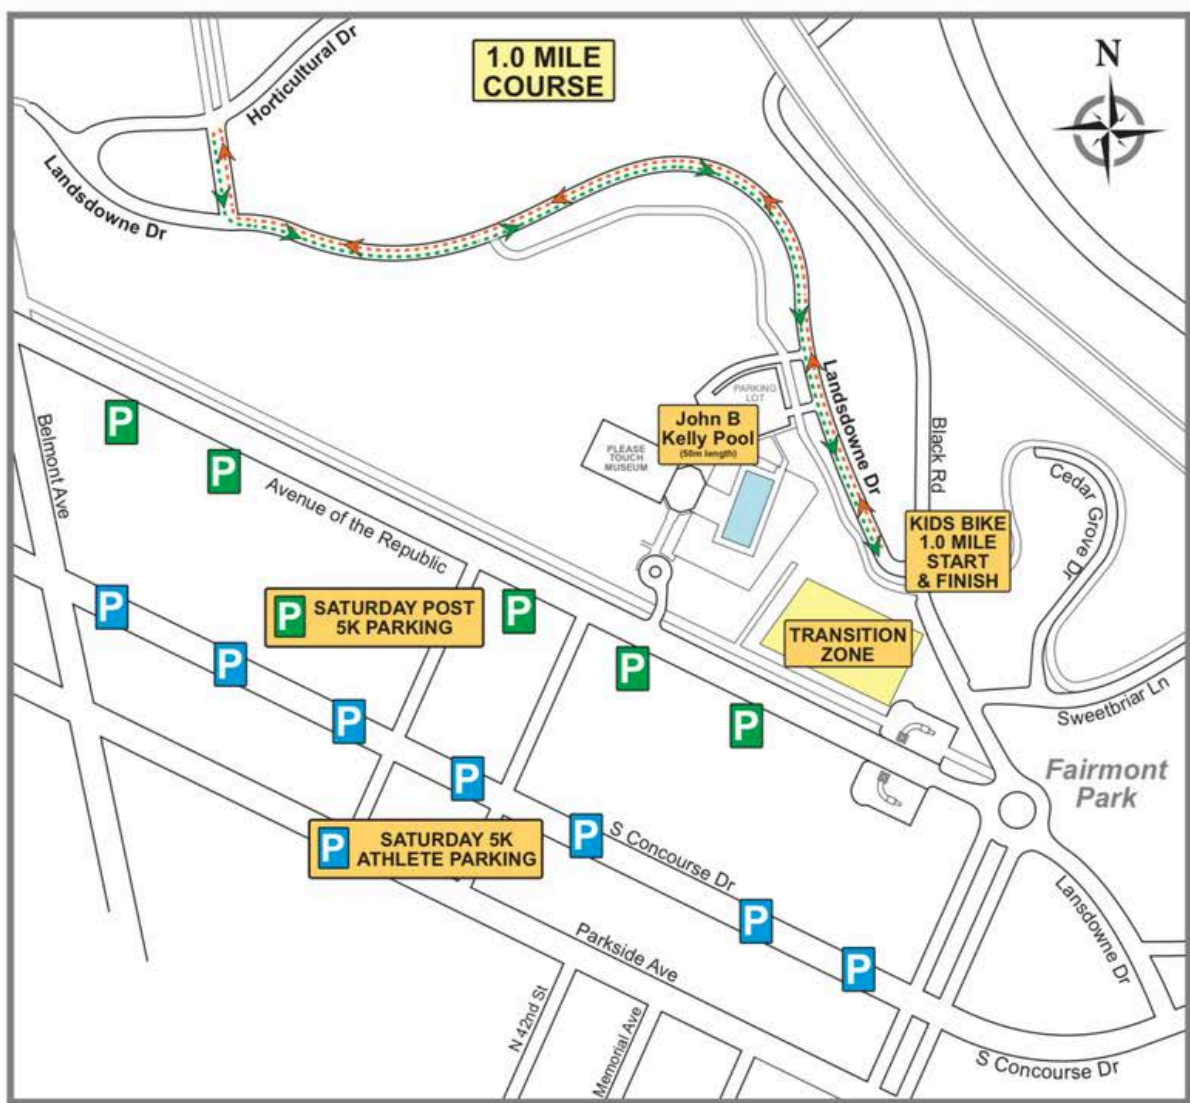 1.0 MILE
COURSE
N
Horticultural Dr
Landsdowne Dr
PARKING
LOT
John B
Kelly Pool
(50m length)
PLEASE
TOUCH
MUSEUM
Landsdowne Dr
Black Rd
Cedar Grove Dr
KIDS BIKE
1.0 MILE
START
& FINISH
Belmont Ave
P
P
Avenue of the Republic
P
P
SATURDAY POST
5K PARKING
P
TRANSITION
ZONE
P
P
P
P
P
Sweetbriar Ln
Fairmont
Park
P
SATURDAY 5K
ATHLETE PARKING
P
S Concourse Dr
P
P
Lansdowne Dr
Parkside Ave
N 42nd St
Memorial Ave
S Concourse Dr